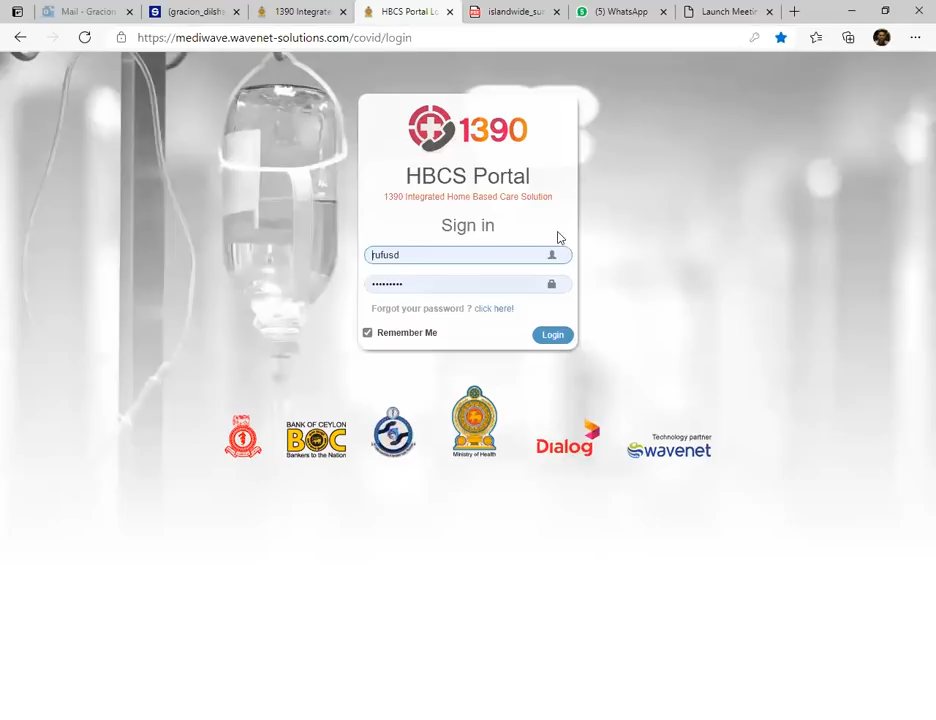 Mail - Gracion
(gracion_dilsha
1390 Integrate
HBCS Portal Lo
islandwide_su
(5) WhatsApp
Launch Meetin
https://mediwave.wavenet-solutions.com/covid/login
1390
HBCS Portal
1390 Integrated Home Based Care Solution
Sign in
rufusd
•••••••••
Forgot your password ? click here!
Remember Me
Login
BANK OF CEYLON
BOC
Bankers to the Nation
Ministry of Health
Dialog
Technology partner
wavenet